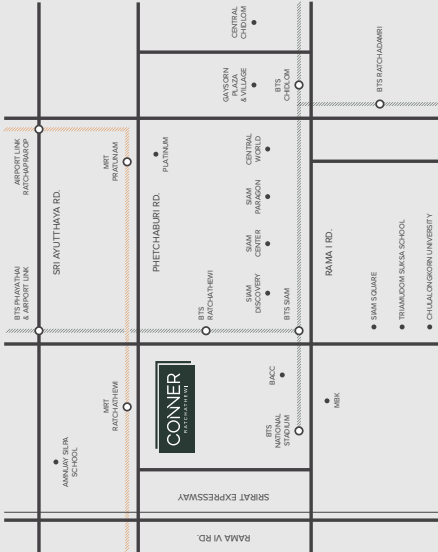 CENTRAL
CHIDLOM
GAYSORN
PLAZA
& VILLAGE
BTS
CHIDLOM
BTS RATCHADAMRI
AIRPORT LINK
RATCHAPRAROP
MRT
PRATUNAM
PLATINUM
CENTRAL
WORLD
SIAM
PARAGON
SIAM
CENTER
SIAM
DISCOVERY
SRI AYUTTHAYA RD.
PHETCHABURI RD.
RAMA I RD.
BTS PHAYATHAI
& AIRPORT LINK
BTS
RATCHATHEWI
BTS SIAM
SIAM SQUARE
TRIAMUDOM SUKSA SCHOOL
CHULALONGKORN UNIVERSITY
MRT
RATCHATHEWI
CONNER
RATCHATHEWI
BACC
MBK
BTS
NATIONAL
STADIUM
AMNUAY SILPA
SCHOOL
SRIRAT EXPRESSWAY
RAMA VI RD.